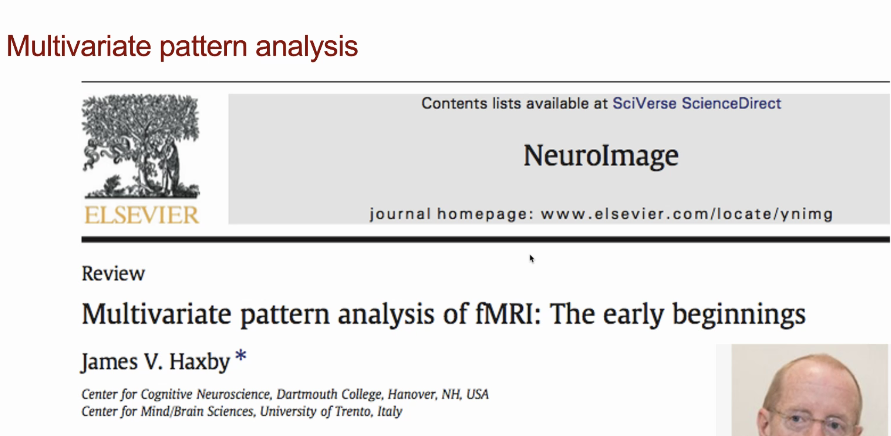 Multivariate pattern analysis
Contents lists available at SciVerse ScienceDirect
NeuroImage
journal homepage: www.elsevier.com/locate/ynimg
ELSEVIER
Review
Multivariate pattern analysis of fMRI: The early beginnings
James V. Haxby *
Center for Cognitive Neuroscience, Dartmouth College, Hanover, NH, USA
Center for Mind/Brain Sciences, University of Trento, Italy